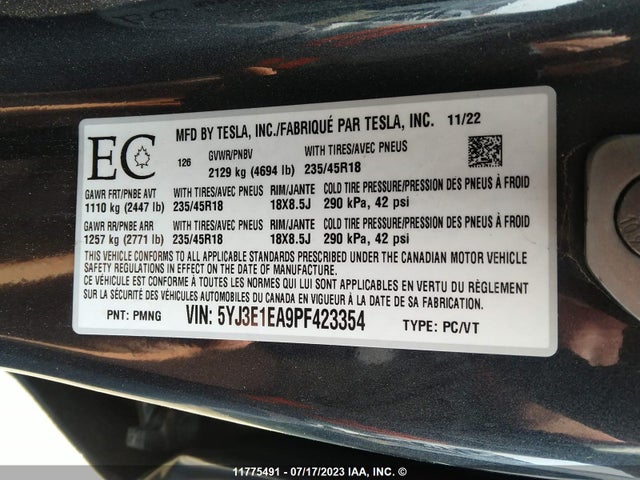 EC
MFD BY TESLA, INC./FABRIQUÉ PAR TESLA, INC. 11/22
126 GVWR/PNBV WITH TIRES/AVEC PNEUS
2129 kg (4694 lb) 235/45R18
GAWR FRT/PNBE AVT WITH TIRES/AVEC PNEUS RIM/JANTE COLD TIRE PRESSURE/PRESSION DES PNEUS À FROID
1110 kg (2447 lb) 235/45R18 18X8.5J 290 kPa, 42 psi
GAWR RR/PNBE ARR WITH TIRES/AVEC PNEUS RIM/JANTE COLD TIRE PRESSURE/PRESSION DES PNEUS À FROID
1257 kg (2771 lb) 235/45R18 18X8.5J 290 kPa, 42 psi
THIS VEHICLE CONFORMS TO ALL APPLICABLE STANDARDS PRESCRIBED UNDER THE CANADIAN MOTOR VEHICLE
SAFETY REGULATIONS IN EFFECT ON THE DATE OF MANUFACTURE.
CE VÉHICULE EST CONFORME À TOUTES LES NORMES QUI LUI SONT APPLICABLES EN VERTU DU RÈGLEMENT
SUR LA SÉCURITÉ DES VÉHICULES AUTOMOBILES DU CANADA EN VIGUEUR À LA DATE DE SA FABRICATION.
PNT: PMNG VIN: 5YJ3E1EA9PF423354 TYPE: PC/VT
11775491 - 07/17/2023 IAA, INC. ©